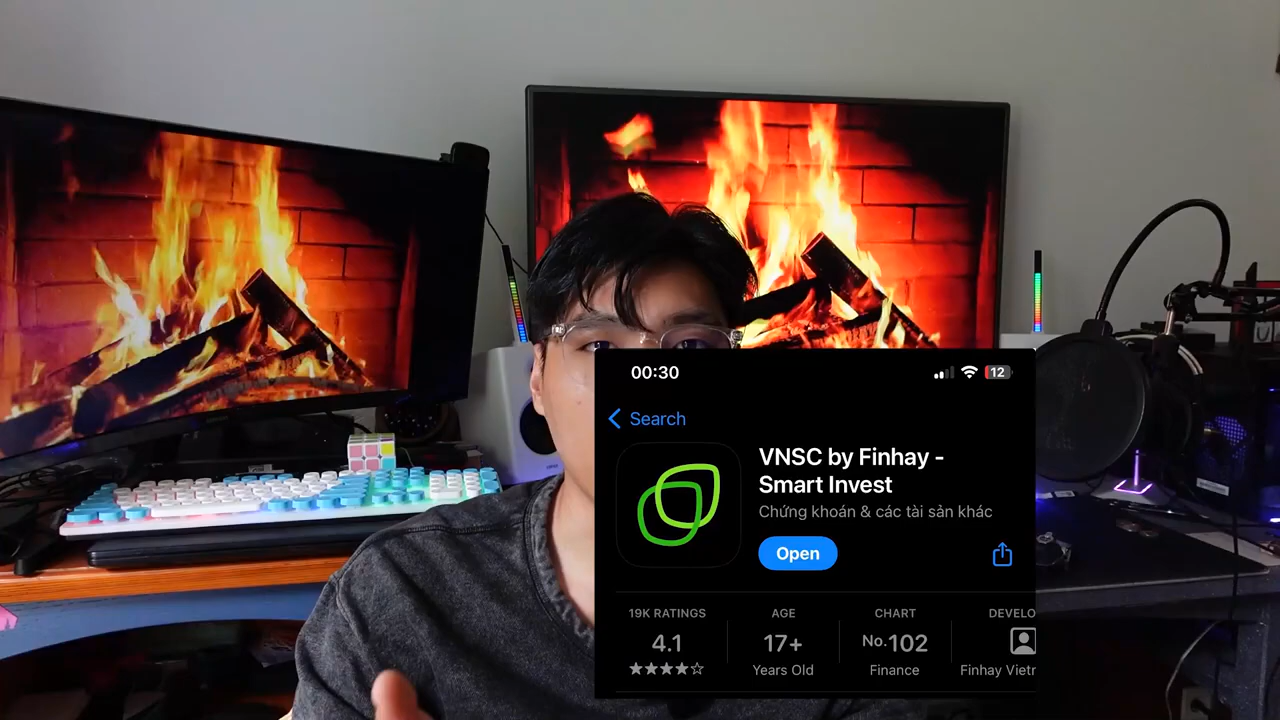 00:30
12
Search
VNSC by Finhay -
Smart Invest
Chứng khoán & các tài sản khác
Open
19K RATINGS
AGE
CHART
DEVELO
4.1
17+
No.102
Years Old
Finance
Finhay Vietr